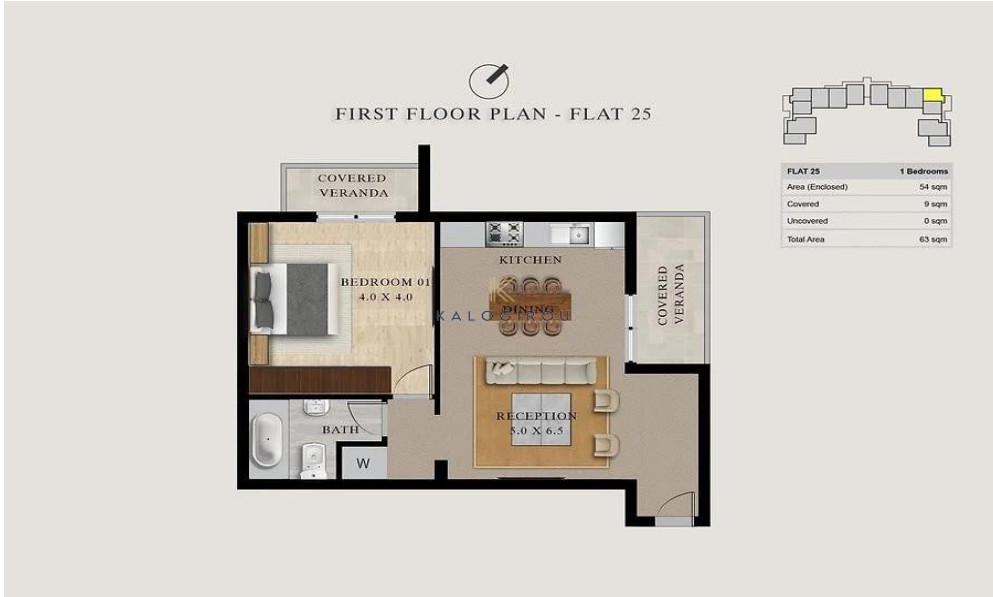 FIRST FLOOR PLAN - FLAT 25
FLAT 25 1 Bedrooms
Area (Enclosed) 54 sqm
Covered 9 sqm
Uncovered 0 sqm
Total Area 63 sqm
COVERED
VERANDA
KITCHEN
BEDROOM 01
4.0 X 4.0
DINING
KALOGIROU
COVERED
VERANDA
RECEPTION
5.0 X 6.5
BATH
W